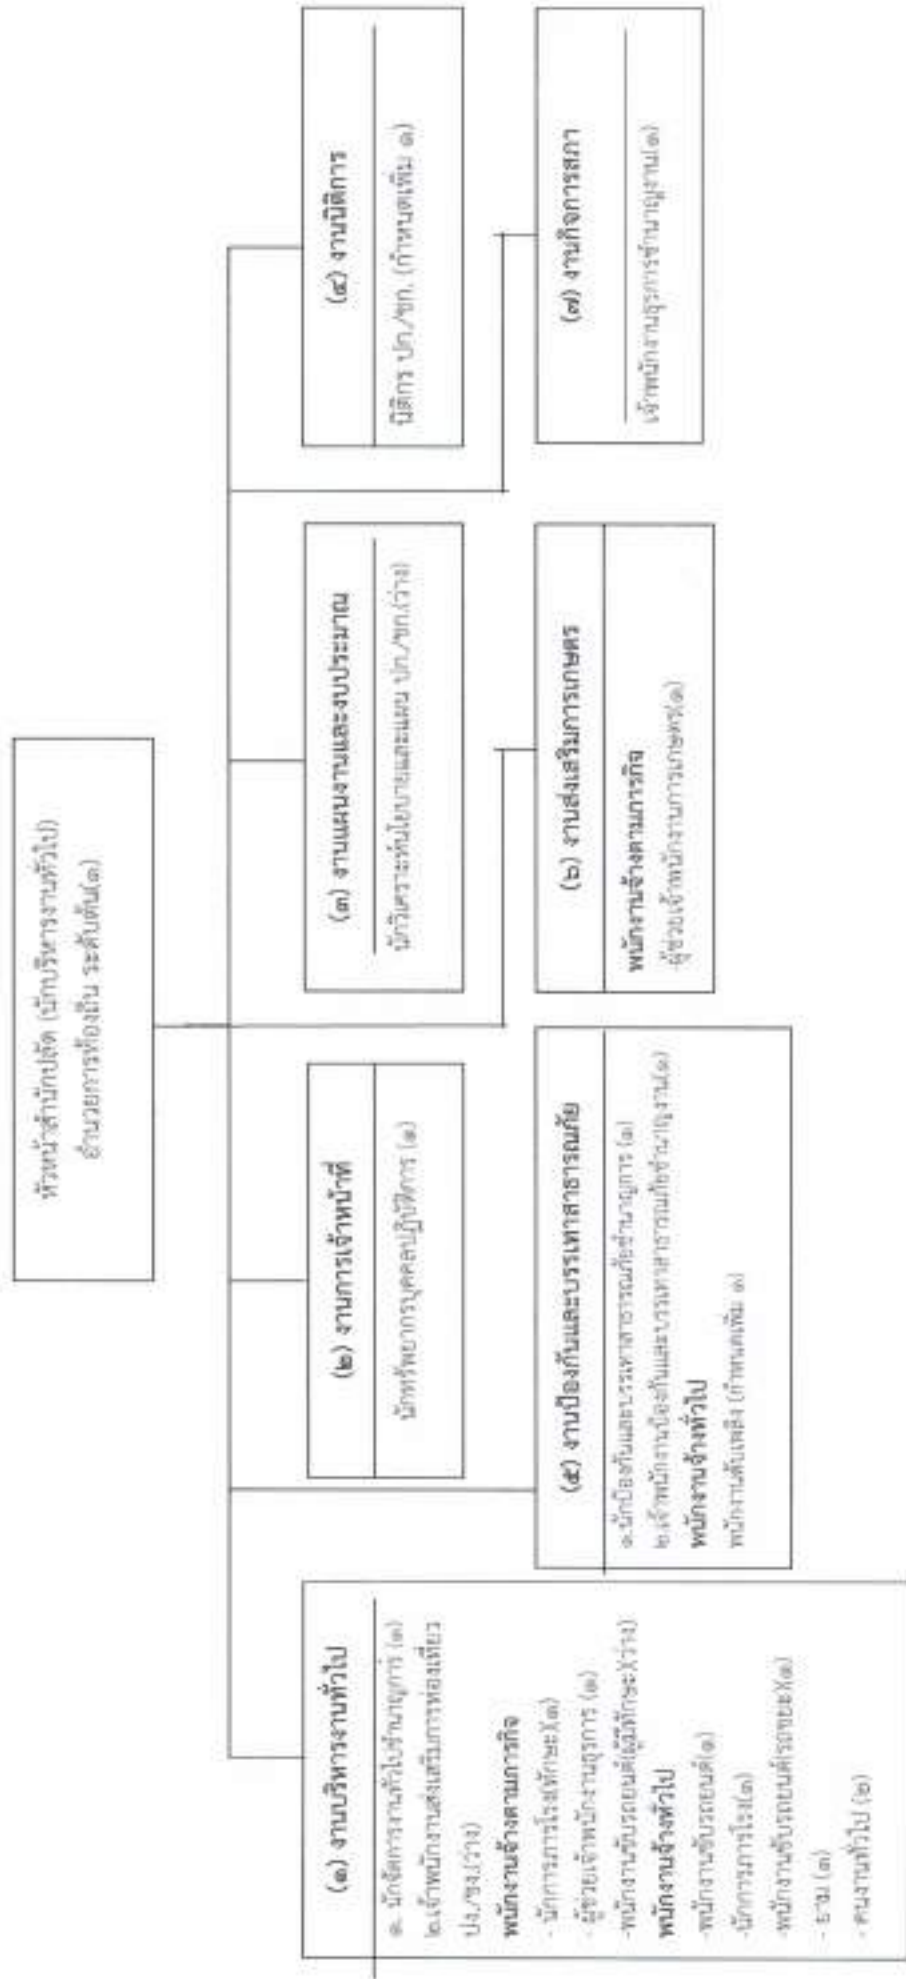 หัวหน้าสำนักปลัด (นักบริหารงานทั่วไป)
อำนวยการท้องถิ่น ระดับต้น(๑)
(๑) งานบริหารงานทั่วไป
๑. นักจัดการงานทั่วไปชำนาญการ (๑)
๒.เจ้าพนักงานส่งเสริมการท่องเที่ยว
ปง./ชง.(ว่าง)
พนักงานจ้างตามภารกิจ
- นักการภารโรง(ทักษะ)(๑)
- ผู้ช่วยเจ้าพนักงานธุรการ (๑)
-พนักงานขับรถยนต์(ผู้มีทักษะ)(ว่าง)
พนักงานจ้างทั่วไป
-พนักงานขับรถยนต์(๑)
-นักการภารโรง(๑)
-พนักงานขับรถยนต์(รถขยะ)(๑)
- ยาม (๑)
- คนงานทั่วไป (๒)
(๒) งานการเจ้าหน้าที่
นักทรัพยากรบุคคลปฏิบัติการ (๑)
(๓) งานแผนงานและงบประมาณ
นักวิเคราะห์นโยบายและแผน ปก./ชก.(ว่าง)
(๔) งานนิติการ
นิติกร ปก./ชก. (กำหนดเพิ่ม ๑)
(๕) งานป้องกันและบรรเทาสาธารณภัย
๑.นักป้องกันและบรรเทาสาธารณภัยชำนาญการ (๑)
๒.เจ้าพนักงานป้องกันและบรรเทาสาธารณภัยชำนาญงาน(๑)
พนักงานจ้างทั่วไป
พนักงานดับเพลิง (กำหนดเพิ่ม ๑)
(๖) งานส่งเสริมการเกษตร
พนักงานจ้างตามภารกิจ
-ผู้ช่วยเจ้าพนักงานการเกษตร(๑)
(๗) งานกิจการสภา
เจ้าพนักงานธุรการชำนาญงาน(๑)